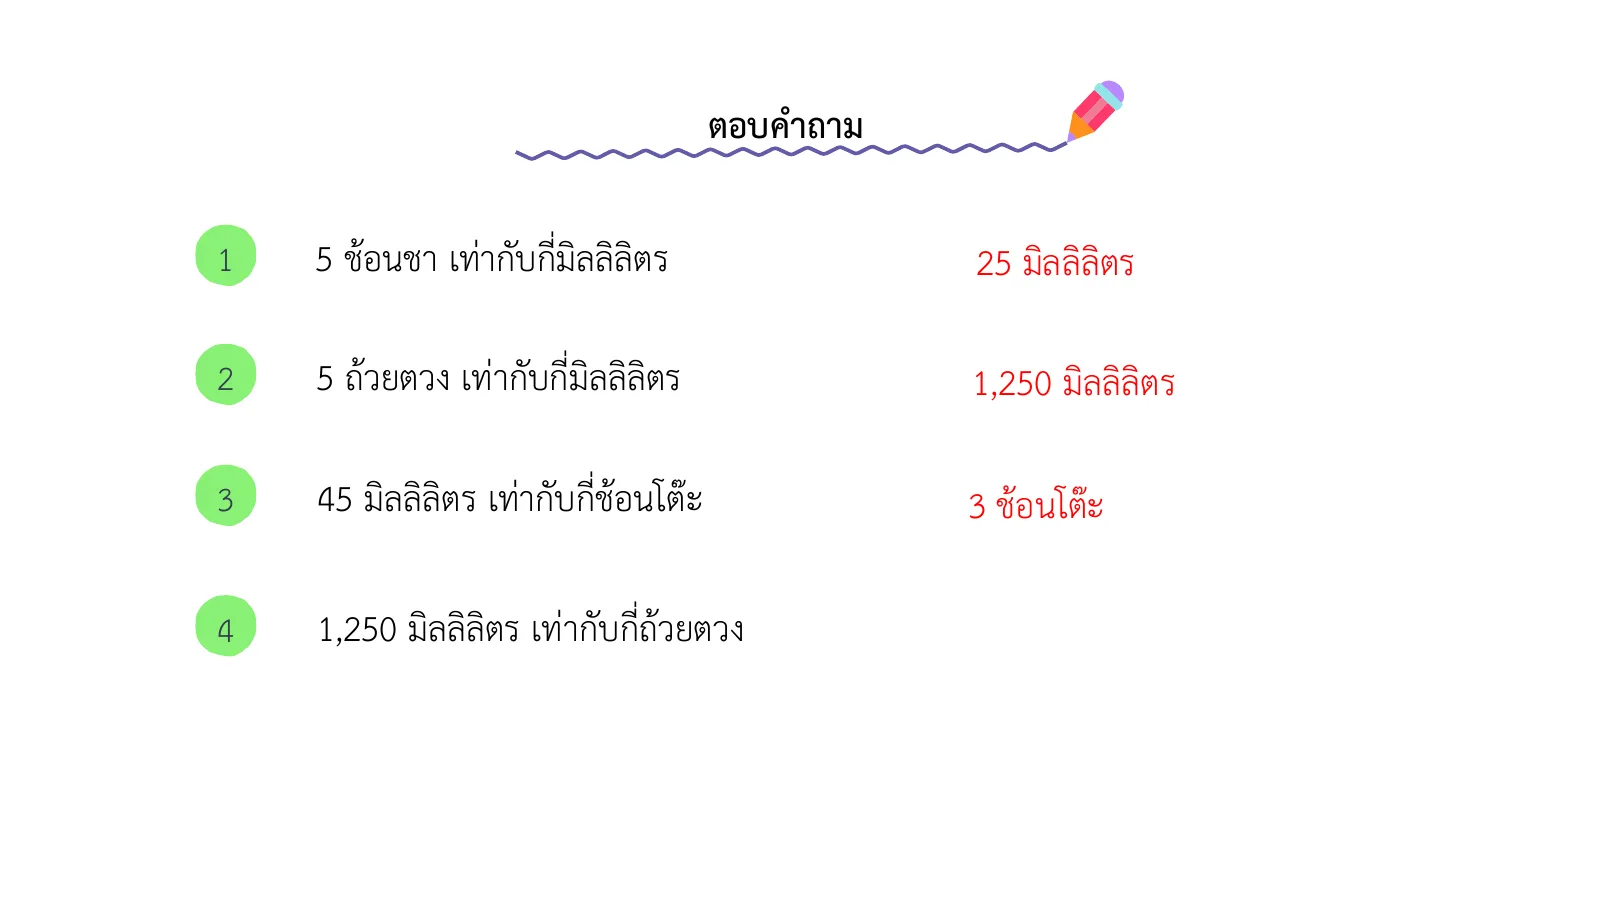 ตอบคำถาม
1 5 ช้อนชา เท่ากับกี่มิลลิลิตร 25 มิลลิลิตร
2 5 ถ้วยตวง เท่ากับกี่มิลลิลิตร 1,250 มิลลิลิตร
3 45 มิลลิลิตร เท่ากับกี่ช้อนโต๊ะ 3 ช้อนโต๊ะ
4 1,250 มิลลิลิตร เท่ากับกี่ถ้วยตวง